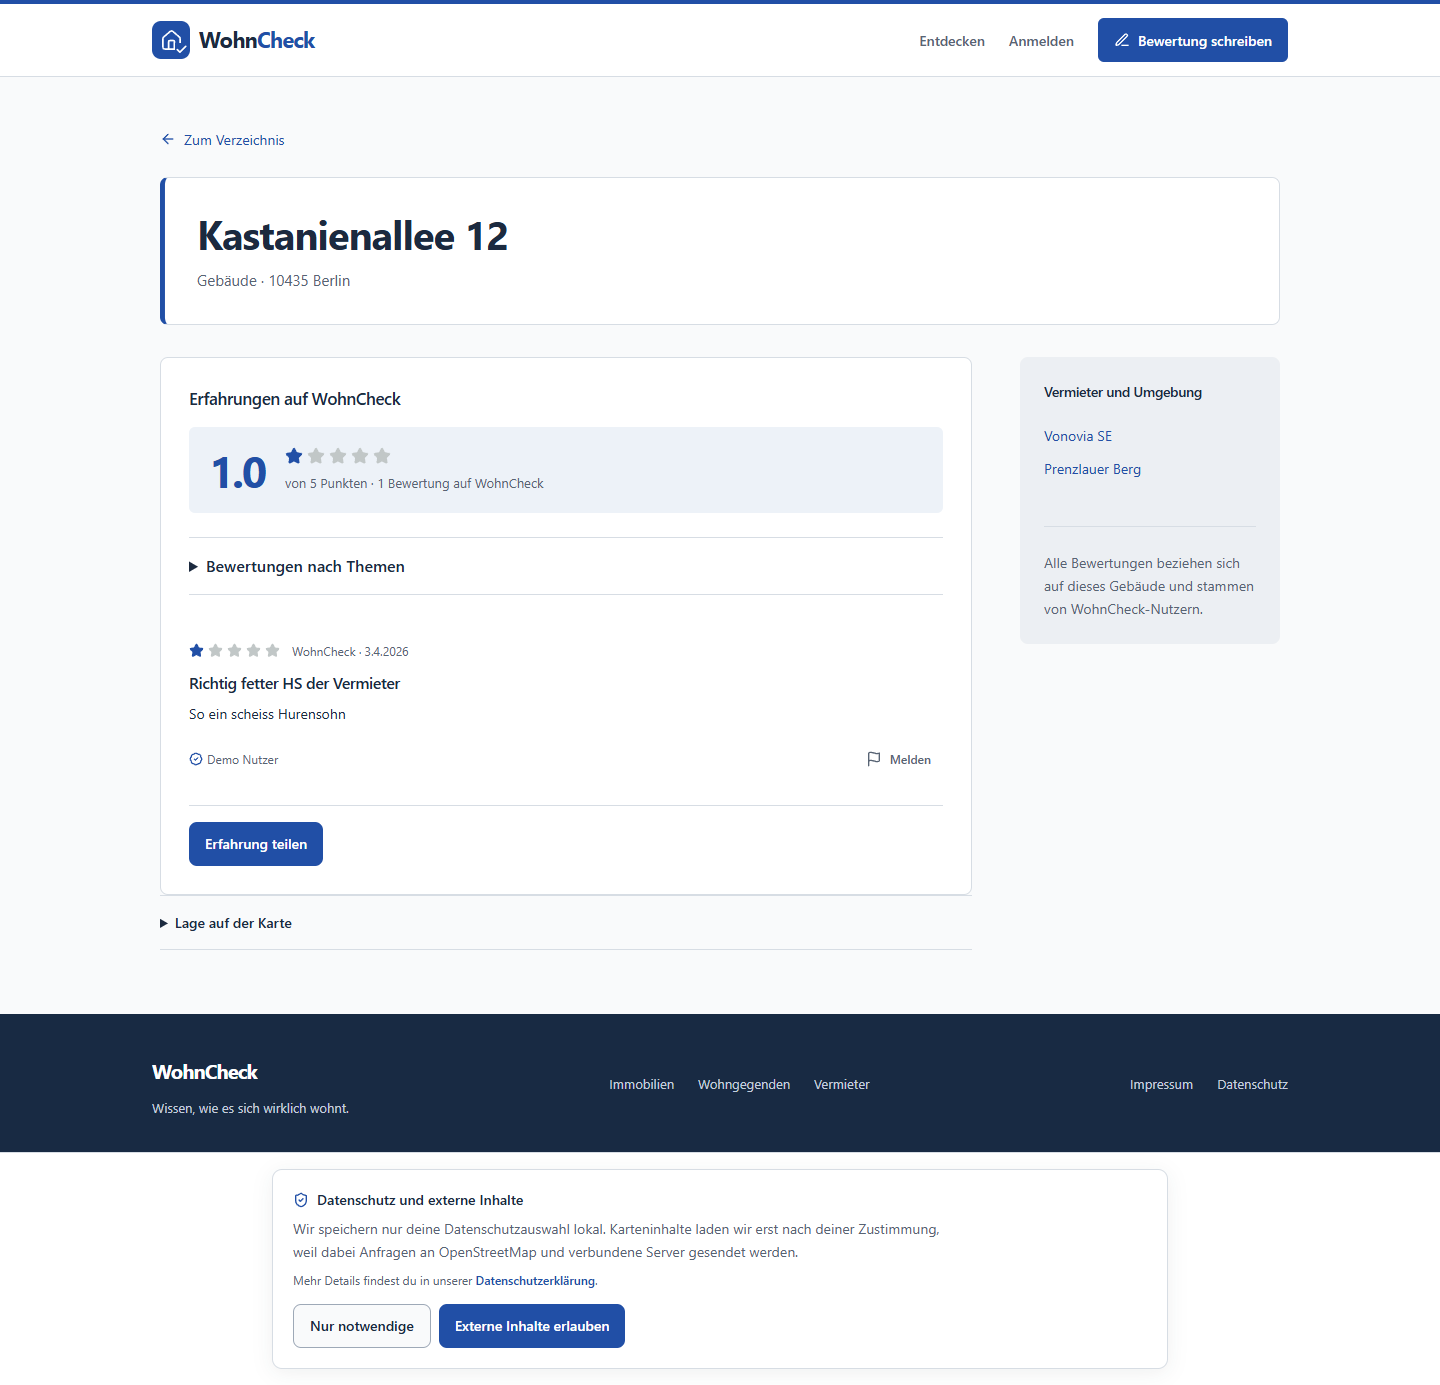 WohnCheck
Entdecken
Anmelden
Bewertung schreiben
Zum Verzeichnis
Kastanienallee 12
Gebäude · 10435 Berlin
Erfahrungen auf WohnCheck
1.0
von 5 Punkten · 1 Bewertung auf WohnCheck
Bewertungen nach Themen
WohnCheck · 3.4.2026
Richtig fetter HS der Vermieter
So ein scheiss Hurensohn
Demo Nutzer
Melden
Erfahrung teilen
Lage auf der Karte
Vermieter und Umgebung
Vonovia SE
Prenzlauer Berg
Alle Bewertungen beziehen sich
auf dieses Gebäude und stammen
von WohnCheck-Nutzern.
WohnCheck
Wissen, wie es sich wirklich wohnt.
Immobilien
Wohngegenden
Vermieter
Impressum
Datenschutz
Datenschutz und externe Inhalte
Wir speichern nur deine Datenschutzauswahl lokal. Karteninhalte laden wir erst nach deiner Zustimmung,
weil dabei Anfragen an OpenStreetMap und verbundene Server gesendet werden.
Mehr Details findest du in unserer Datenschutzerklärung.
Nur notwendige
Externe Inhalte erlauben